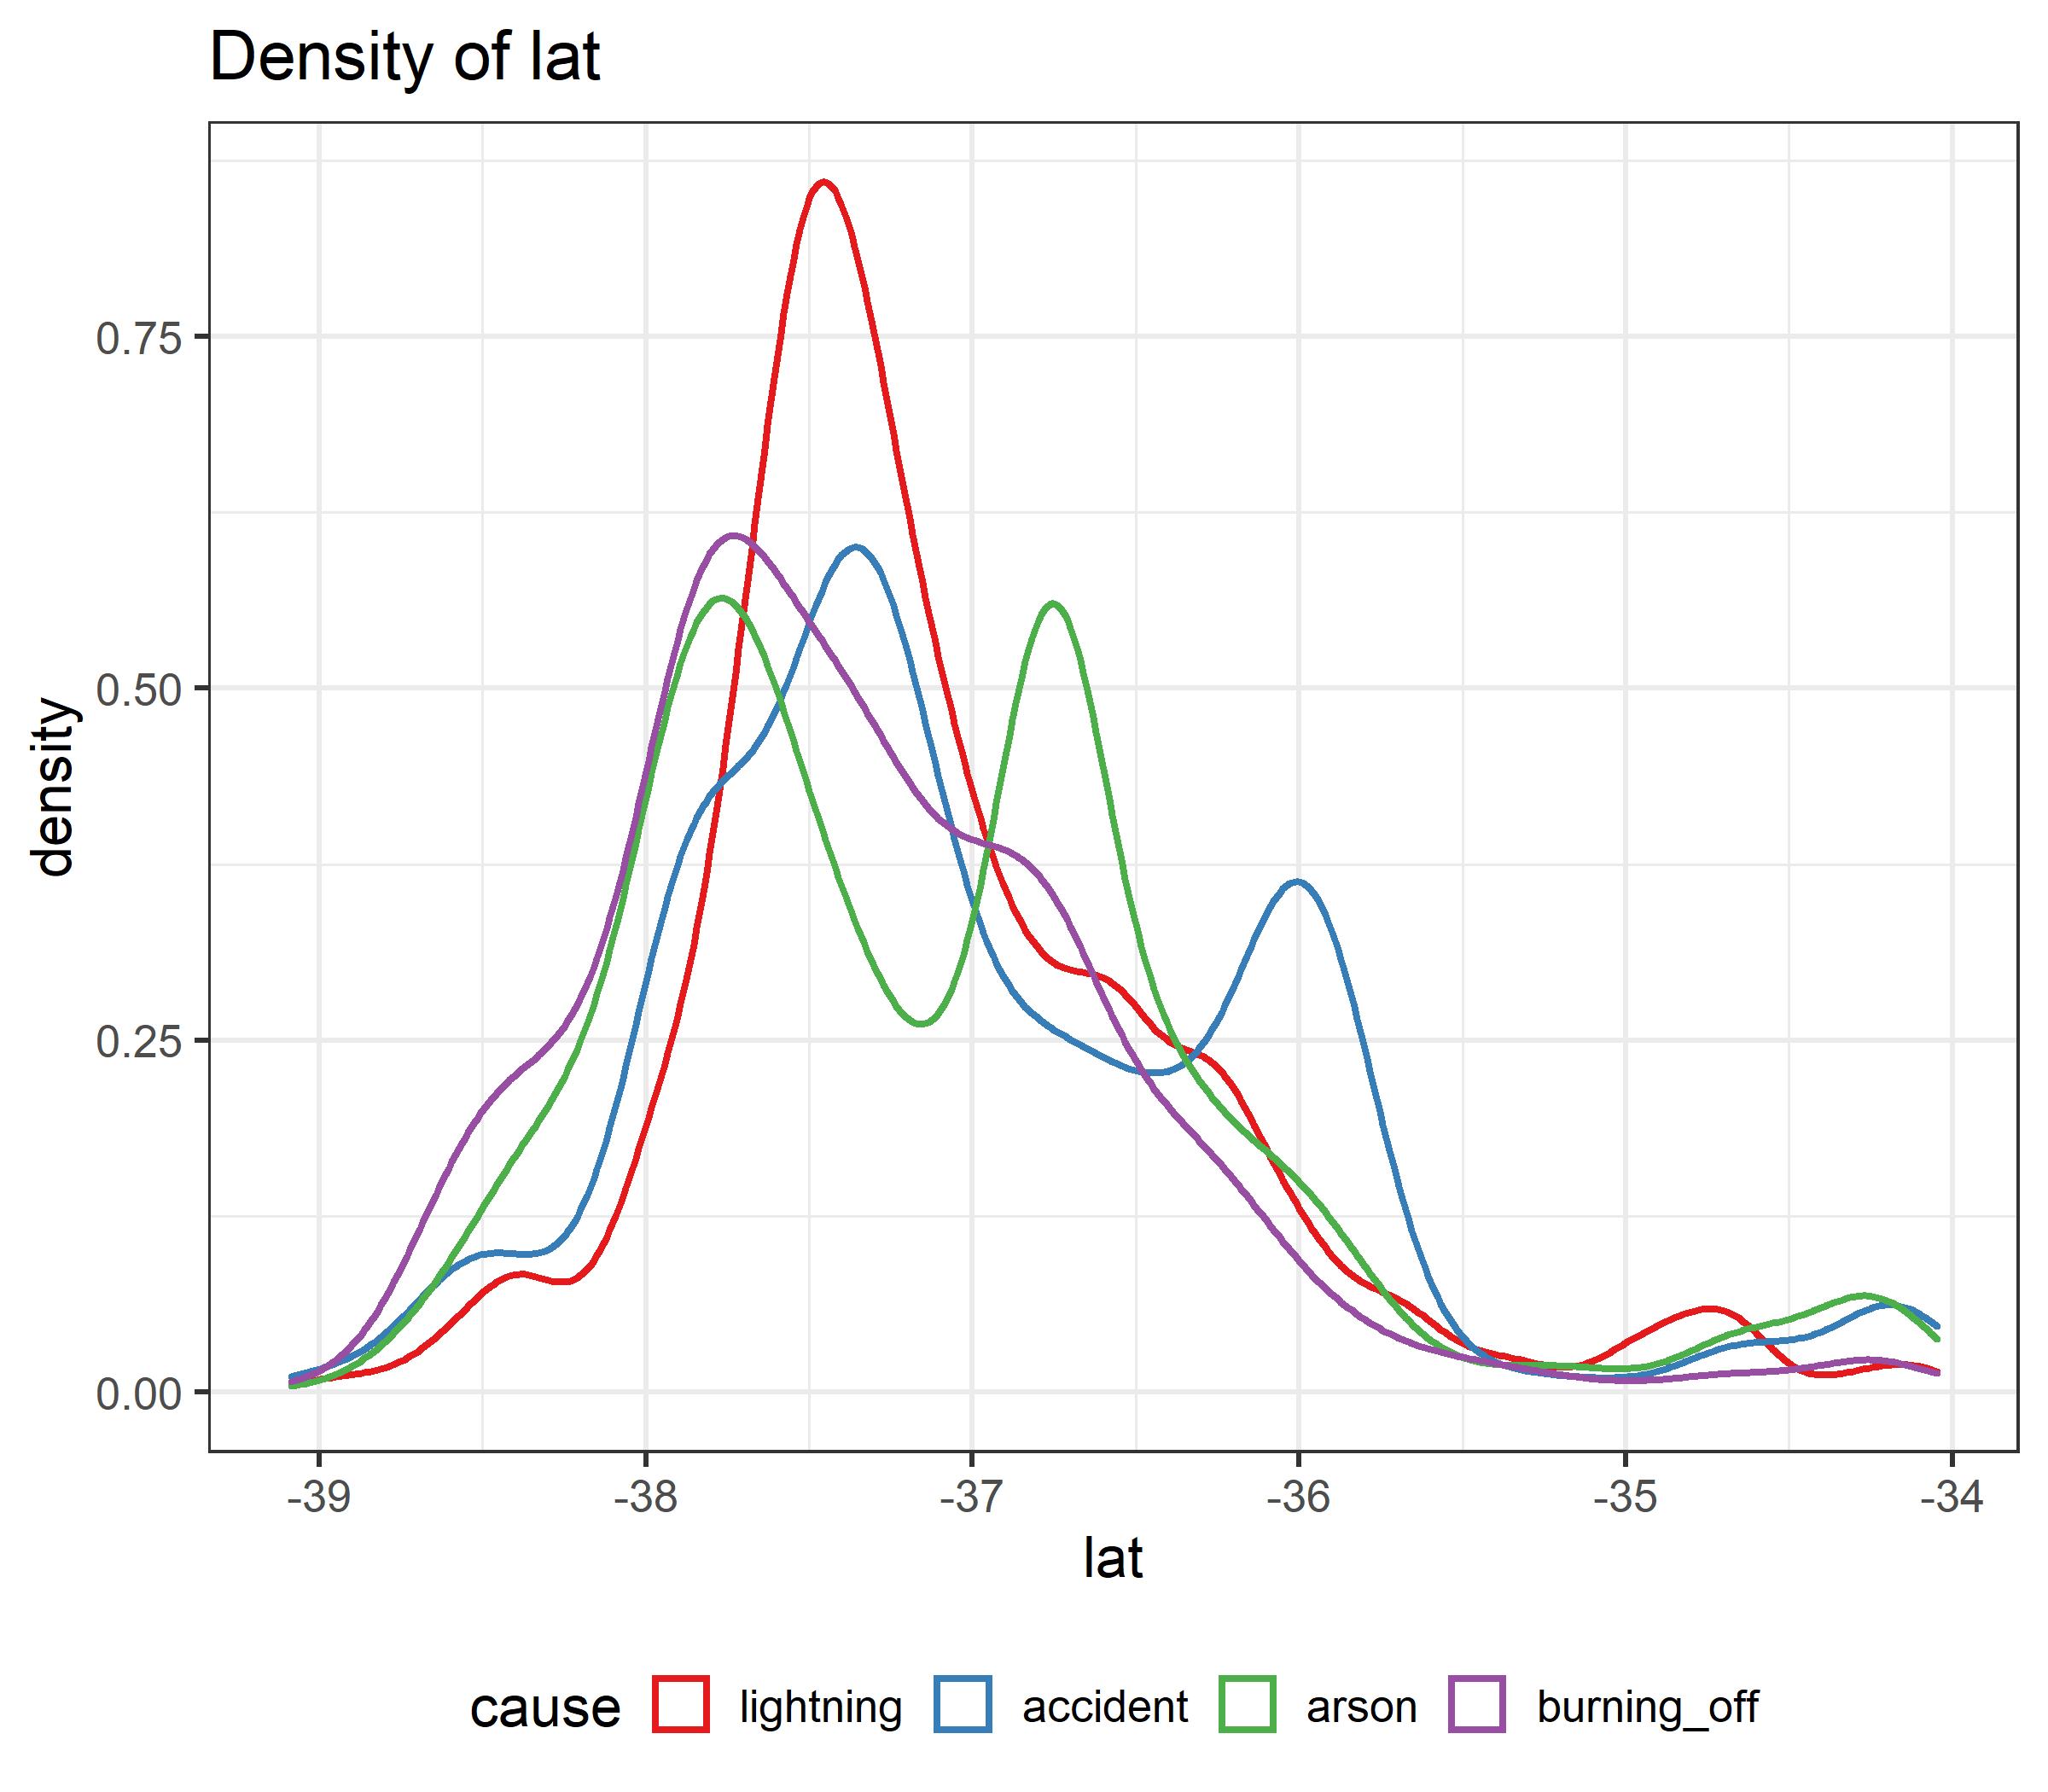 Density of lat
density
0.75
0.50
0.25
0.00
-39 -38 -37 -36 -35 -34
lat
cause lightning accident arson burning_off